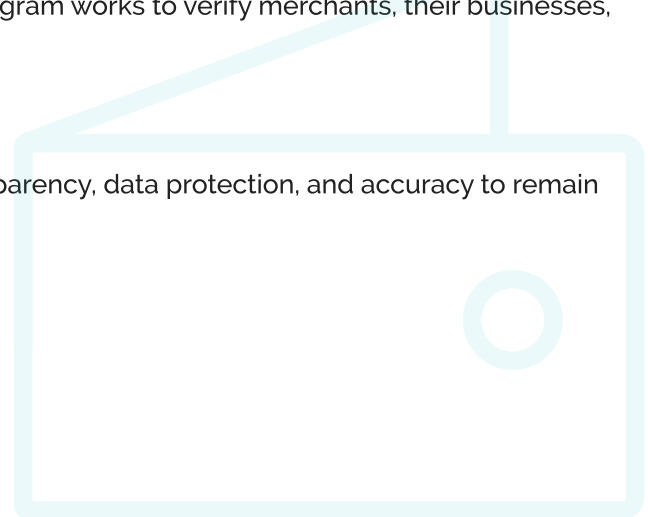 gram works to verify merchants, their businesses,
parency, data protection, and accuracy to remain